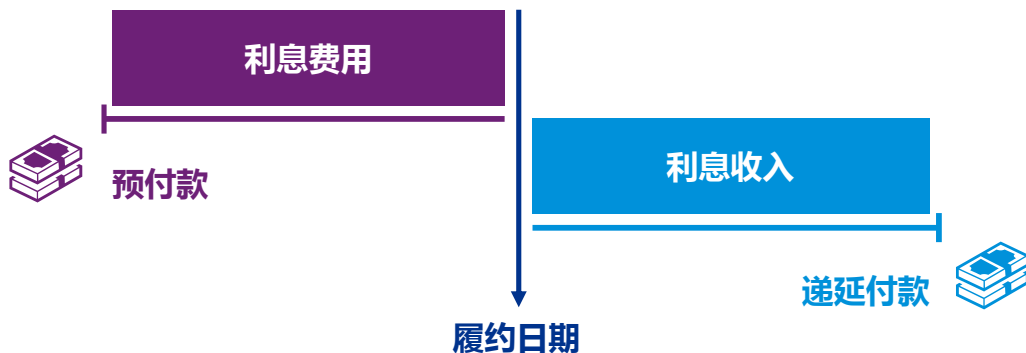 利息费用
预付款
利息收入
递延付款
履约日期